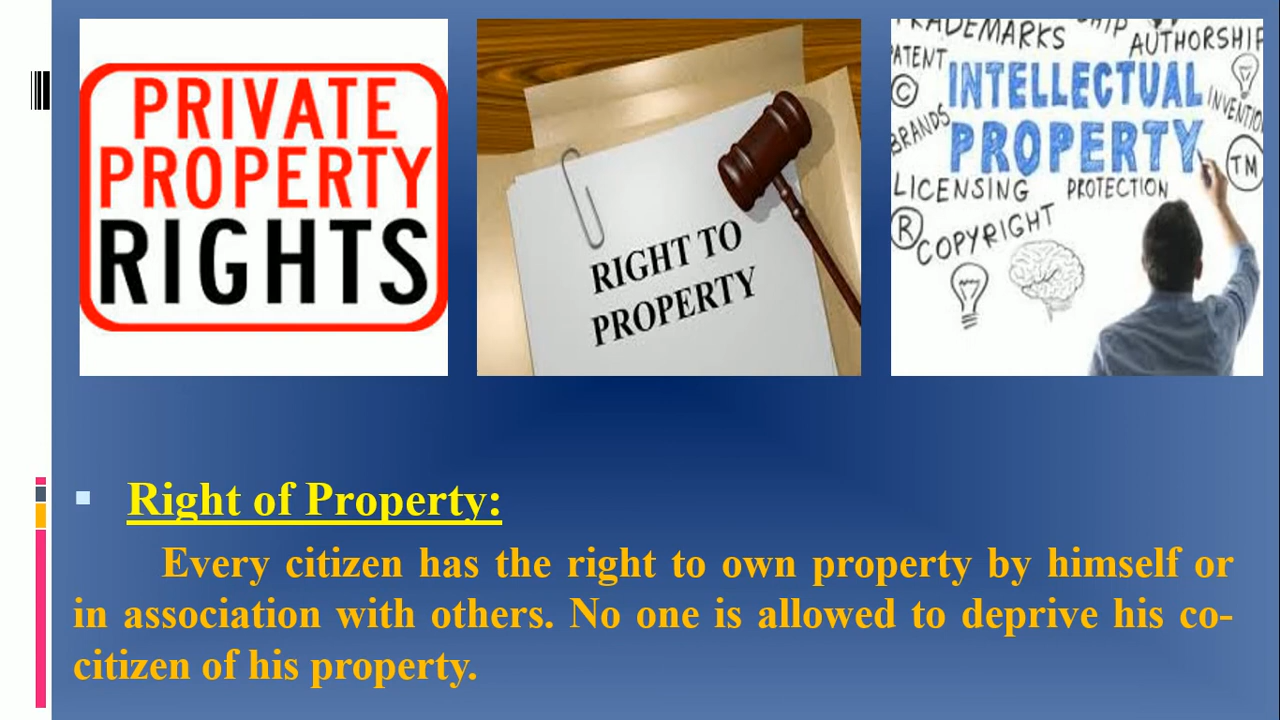 PRIVATE
PROPERTY
RIGHTS
RIGHT TO
PROPERTY
TRADEMARKS
AUTHORSHIP
PATENT
INTELLECTUAL
©
BRANDS
PROPERTY
TM
LICENSING
PROTECTION
®
COPYRIGHT
Right of Property:
Every citizen has the right to own property by himself or
in association with others. No one is allowed to deprive his co-
citizen of his property.